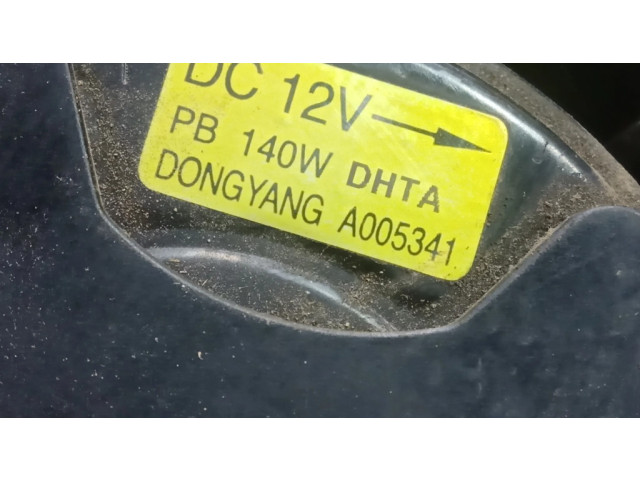 DC 12V
PB 140W DHTA
DONGYANG A005341